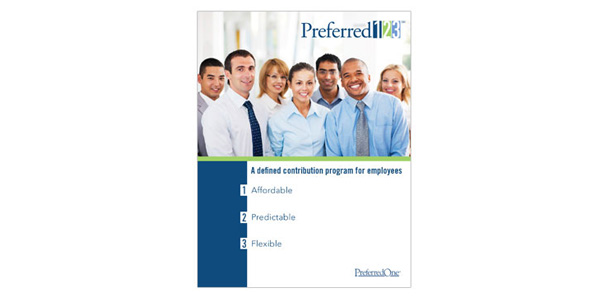 Preferred123™
A defined contribution program for employees
1 Affordable
2 Predictable
3 Flexible
PreferredOne®